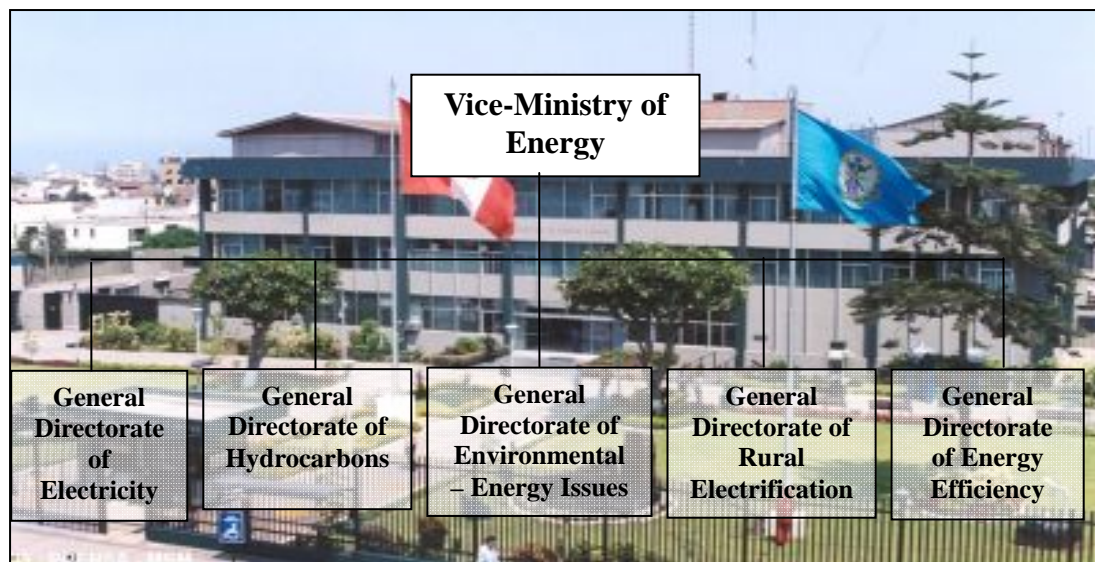 Vice-Ministry of
Energy
General
Directorate
of
Electricity
General
Directorate of
Hydrocarbons
General
Directorate of
Environmental
– Energy Issues
General
Directorate of
Rural
Electrification
General
Directorate
of Energy
Efficiency